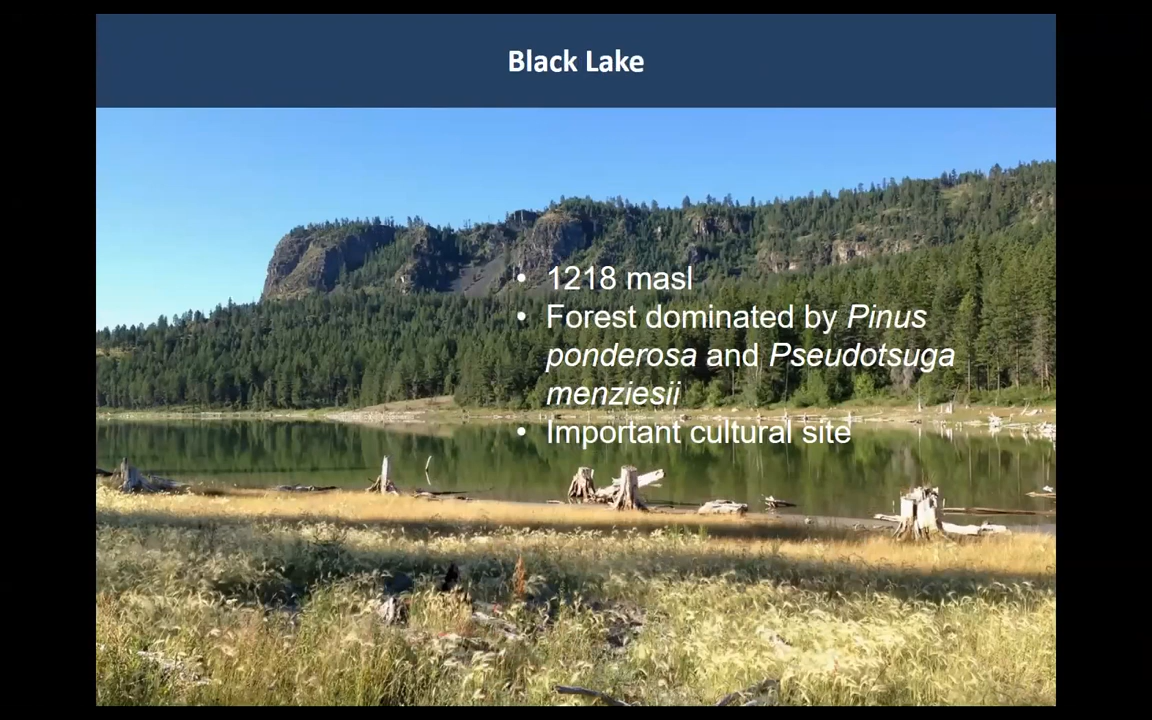 Black Lake
• 1218 masl
• Forest dominated by Pinus
ponderosa and Pseudotsuga
menziesii
• Important cultural site